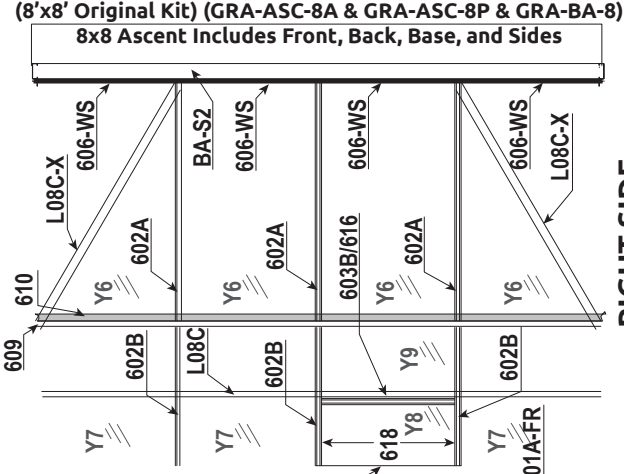 (8'x8' Original Kit) (GRA-ASC-8A & GRA-ASC-8P & GRA-BA-8)
8x8 Ascent Includes Front, Back, Base, and Sides
606-WS
BA-S2
606-WS
606-WS
606-WS
L08C-X
L08C-X
602A
602A
603B/616
602A
610
Y6
Y6
Y6
Y6
609
602B
L08C
602B
Y9
602B
Y7
Y7
618
Y8
Y7
01A-FR
RIGHT SIDE